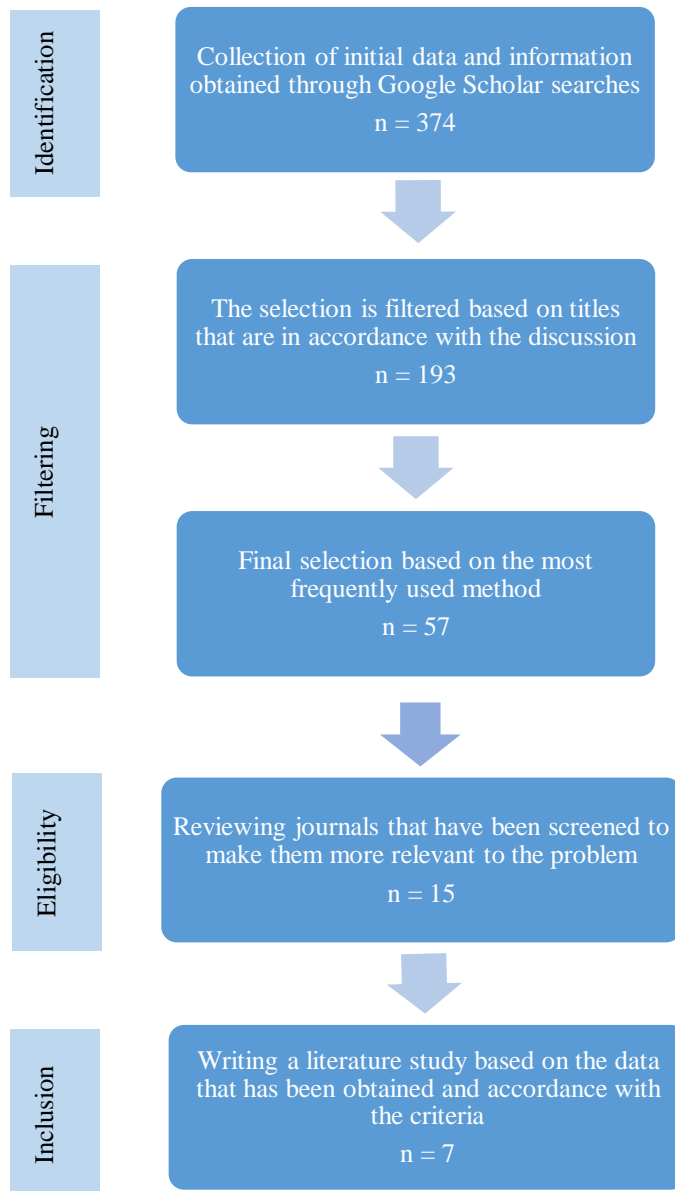 Identification
Collection of initial data and information
obtained through Google Scholar searches
n = 374
Filtering
The selection is filtered based on titles
that are in accordance with the discussion
n = 193
Final selection based on the most
frequently used method
n = 57
Eligibility
Reviewing journals that have been screened to
make them more relevant to the problem
n = 15
Inclusion
Writing a literature study based on the data
that has been obtained and accordance with
the criteria
n = 7